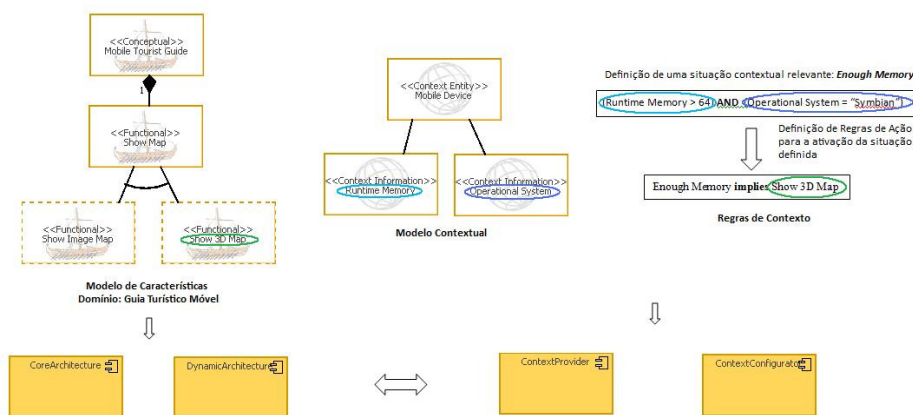 <<Conceptual>>
Mobile Tourist Guide
1
<<Functional>>
Show Map
<<Functional>>
Show Image Map
<<Functional>>
Show 3D Map
Modelo de Características
Domínio: Guia Turístico Móvel
<<Context Entity>>
Mobile Device
<<Context Information>>
Runtime Memory
<<Context Information>>
Operational System
Modelo Contextual
Definição de uma situação contextual relevante: Enough Memory
(Runtime Memory > 64) AND (Operational System = "Symbian")
Definição de Regras de Ação
para a ativação da situação
definida
Enough Memory implies Show 3D Map
Regras de Contexto
CoreArchitecture
DynamicArchitecture
ContextProvider
ContextConfigurator